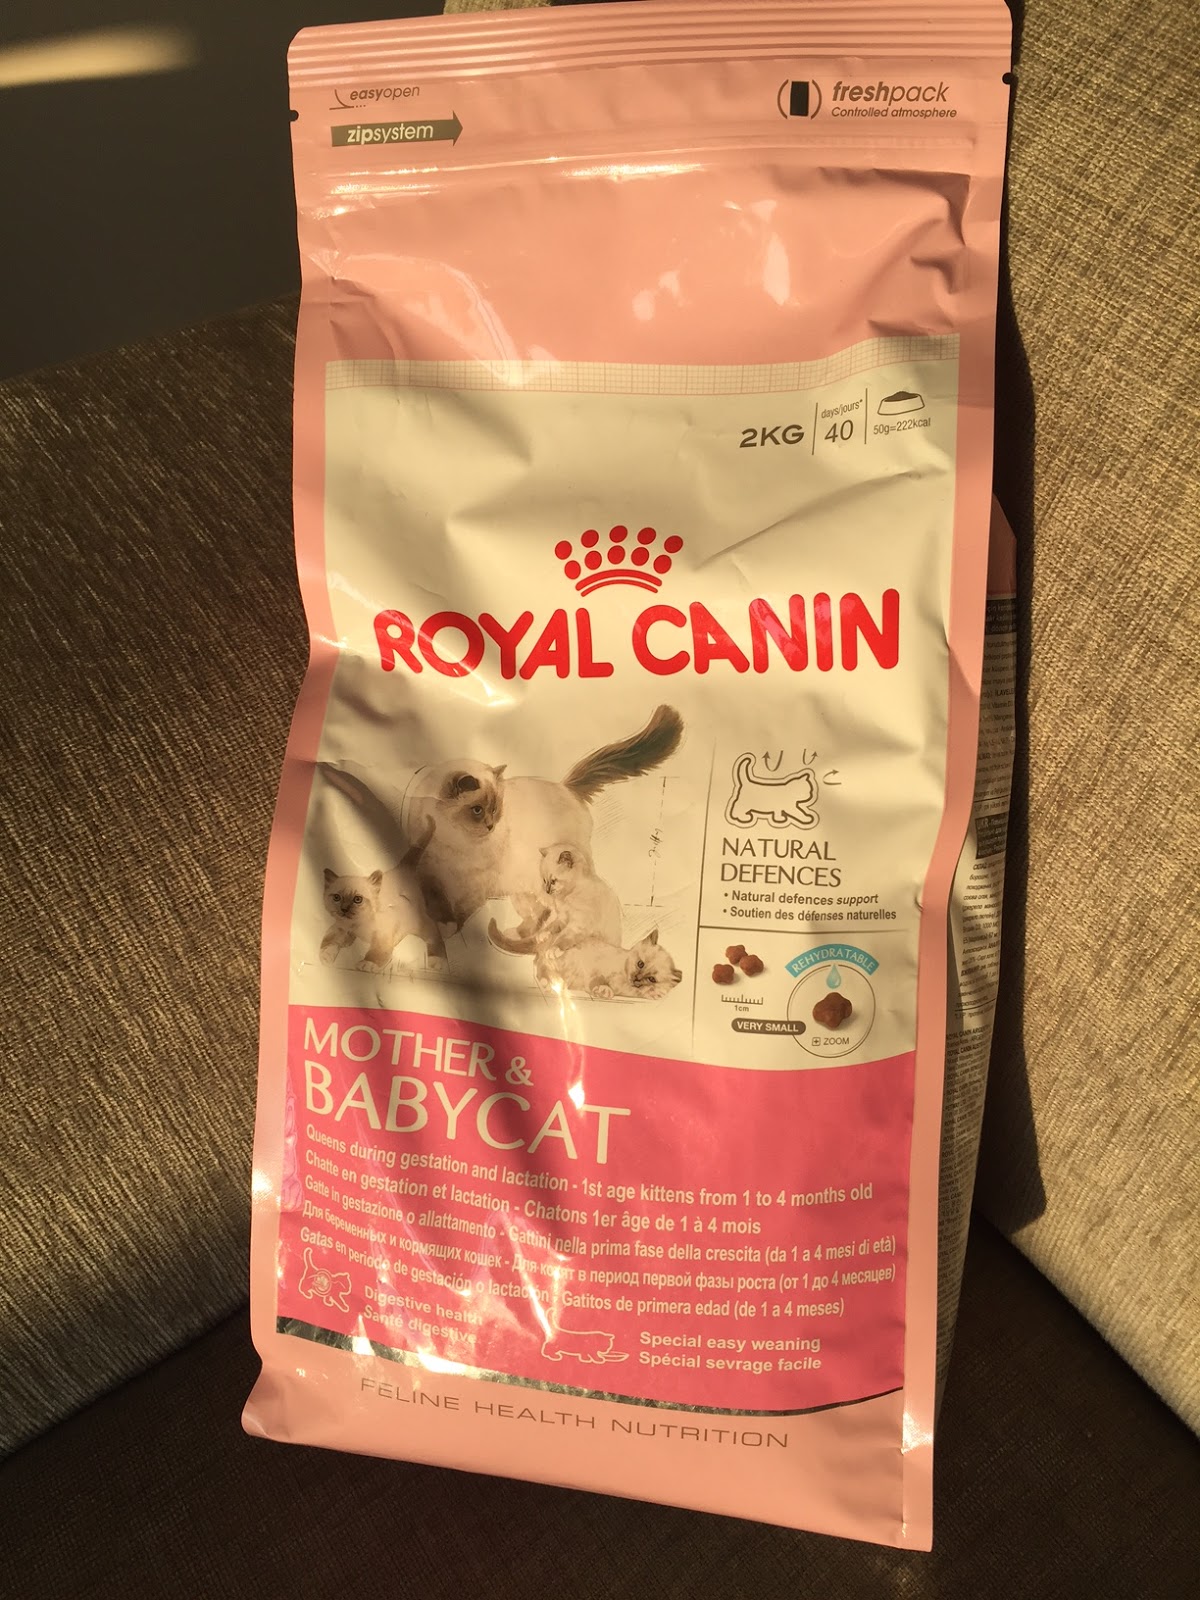 easyopen
zipsystem
freshpack
Controlled atmosphere
2KG
days/jours*
40
50g=222kcal
ROYAL CANIN
NATURAL
DEFENCES
• Natural defences support
• Soutien des défenses naturelles
REHYDRATABLE
1cm
VERY SMALL
ZOOM
MOTHER &
BABYCAT
Queens during gestation and lactation - 1st age kittens from 1 to 4 months old
Chatte en gestation et lactation - Chatons 1er âge de 1 à 4 mois
Gatte in gestazione o allattamento - Gattini nella prima fase della crescita (da 1 a 4 mesi di età)
Для беременных и кормящих кошек - Для котят в период первой фазы роста (от 1 до 4 месяцев)
Gatas en periodo de gestación o lactación - Gatitos de primera edad (de 1 a 4 meses)
Digestive health
Santé digestive
Special easy weaning
Spécial sevrage facile
FELINE HEALTH NUTRITION